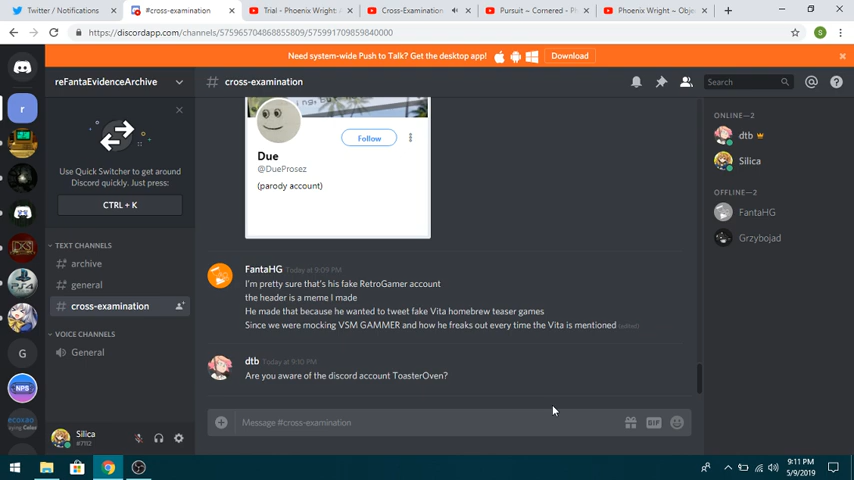 Twitter / Notifications
#cross-examination
Trial - Phoenix Wright:
Cross-Examination
Pursuit ~ Cornered - Ph
Phoenix Wright ~ Obje
https://discordapp.com/channels/575965704868855809/575991709859840000
Need system-wide Push to Talk? Get the desktop app!
Download
reFantaEvidenceArchive
# cross-examination
Search
Use Quick Switcher to get around
Discord quickly. Just press:
CTRL + K
TEXT CHANNELS
# archive
# general
# cross-examination
VOICE CHANNELS
General
r
G
NPS
Silica
#7112
Follow
Due
@DueProsez
(parody account)
FantaHG Today at 9:09 PM
I'm pretty sure that's his fake RetroGamer account
the header is a meme I made
He made that because he wanted to tweet fake Vita homebrew teaser games
Since we were mocking VSM GAMMER and how he freaks out every time the Vita is mentioned (edited)
dtb Today at 9:10 PM
Are you aware of the discord account ToasterOven?
Message #cross-examination
GIF
ONLINE—2
dtb
Silica
OFFLINE—2
FantaHG
Grzybojad
S
9:11 PM
5/9/2019